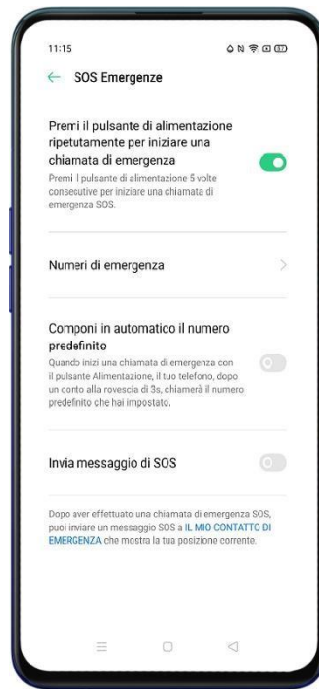 11:15
SOS Emergenze
Premi il pulsante di alimentazione
ripetutamente per iniziare una
chiamata di emergenza
Premi il pulsante di alimentazione 5 volte
consecutive per iniziare una chiamata di
emergenza SOS.
Numeri di emergenza
Componi in automatico il numero
predefinito
Quando inizi una chiamata di emergenza con
il pulsante Alimentazione, il tuo telefono, dopo
un conto alla rovescia di 3s, chiamerà il numero
predefinito che hai impostato.
Invia messaggio di SOS
Dopo aver effettuato una chiamata di emergenza SOS,
puoi inviare un messaggio SOS a IL MIO CONTATTO DI
EMERGENZA che mostra la tua posizione corrente.